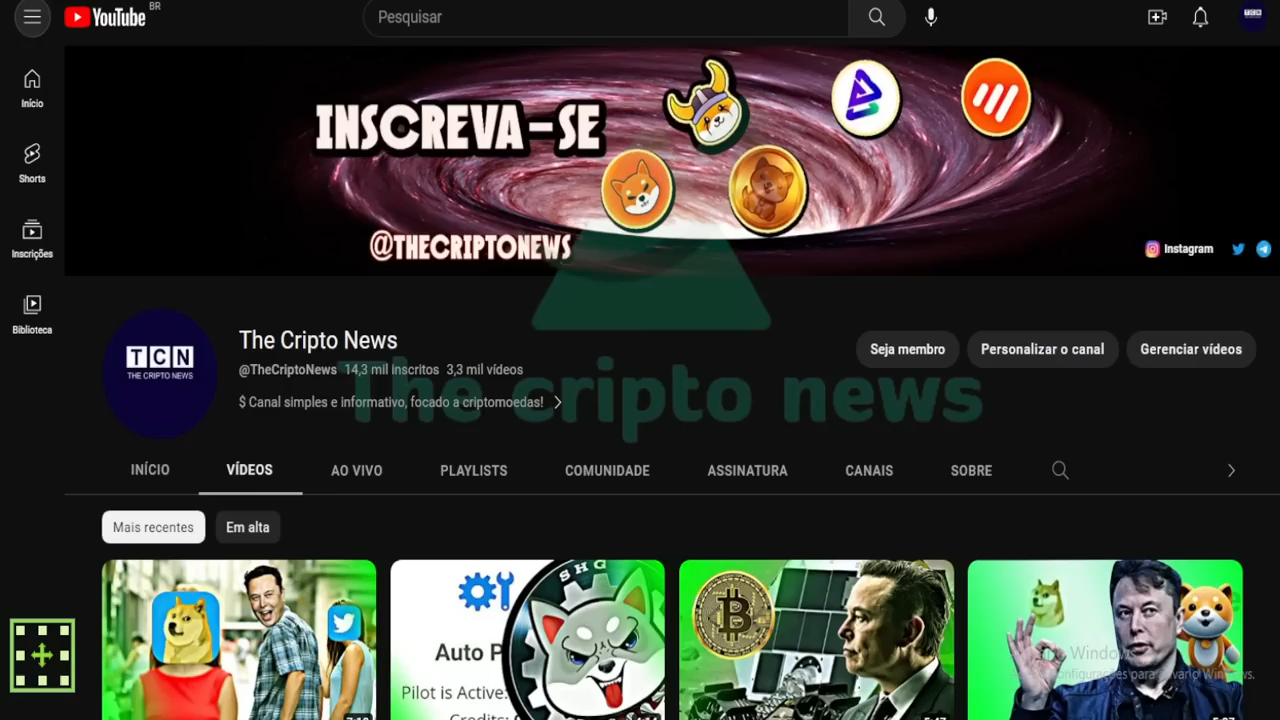 YouTube BR
Pesquisar
TCN
Início
Shorts
Inscrições
Biblioteca
INSCREVA-SE
@THECRIPTONEWS
Instagram
TCN
THE CRIPTO NEWS
The Cripto News
@TheCriptoNews 14,3 mil inscritos 3,3 mil vídeos
$ Canal simples e informativo, focado a criptomoedas!
Seja membro
Personalizar o canal
Gerenciar vídeos
The cripto news
INÍCIO
VÍDEOS
AO VIVO
PLAYLISTS
COMUNIDADE
ASSINATURA
CANAIS
SOBRE
Mais recentes
Em alta
Auto P
Pilot is Active:
Credits: